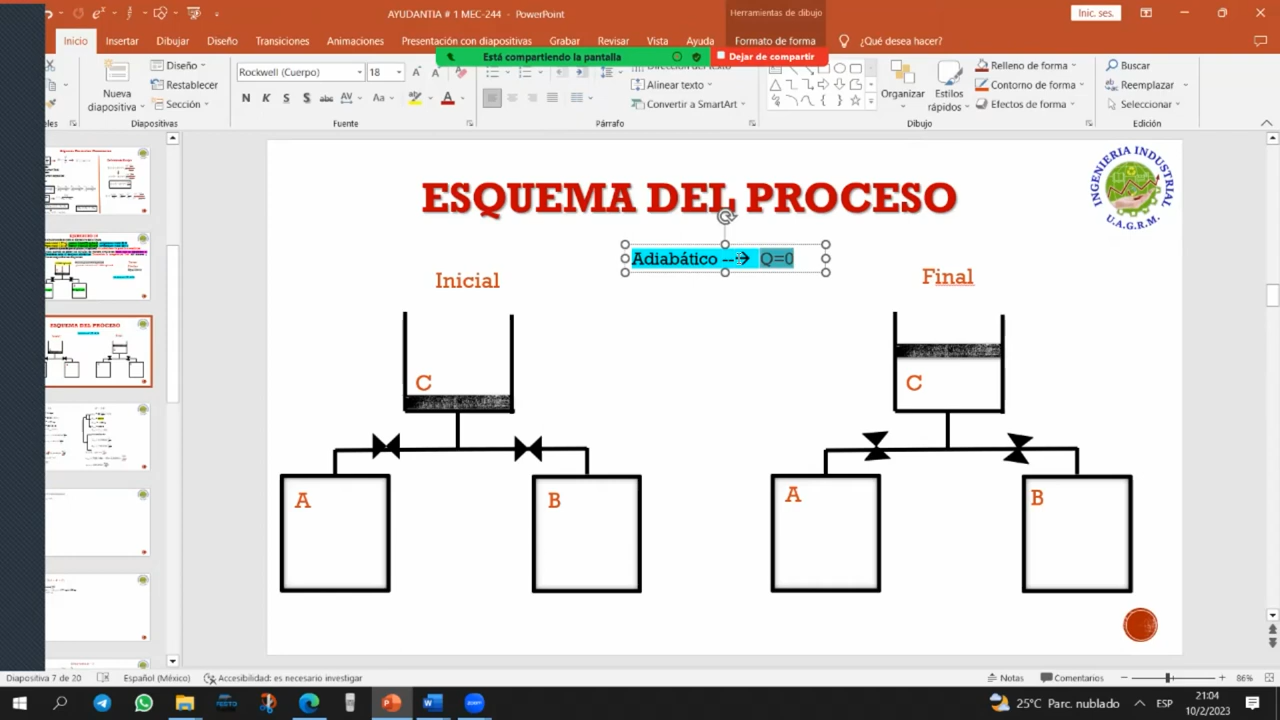 AYUDANTIA # 1 MEC-244 - PowerPoint
Herramientas de dibujo
Inic. ses.
Inicio Insertar Dibujar Diseño Transiciones Animaciones Presentación con diapositivas Grabar Revisar Vista Ayuda Formato de forma ¿Qué desea hacer?
Está compartiendo la pantalla Dejar de compartir
Nueva diapositiva
Diseño
Restablecer
Sección
Diapositivas
Rockwell (Cuerpo) 18
N K S S abc AV Aa A
Fuente
Alinear texto
Convertir a SmartArt
Párrafo
Organizar
Estilos rápidos
Relleno de forma
Contorno de forma
Efectos de forma
Dibujo
Buscar
Reemplazar
Seleccionar
Edición
ESQUEMA DEL PROCESO
INGENIERIA INDUSTRIAL
U.A.G.R.M.
Adiabático --→ Q=0
Inicial
Final
C
C
A
B
A
B
Diapositiva 7 de 20 Español (México) Accesibilidad: es necesario investigar Notas Comentarios 86%
25°C Parc. nublado ESP 21:04
10/2/2023